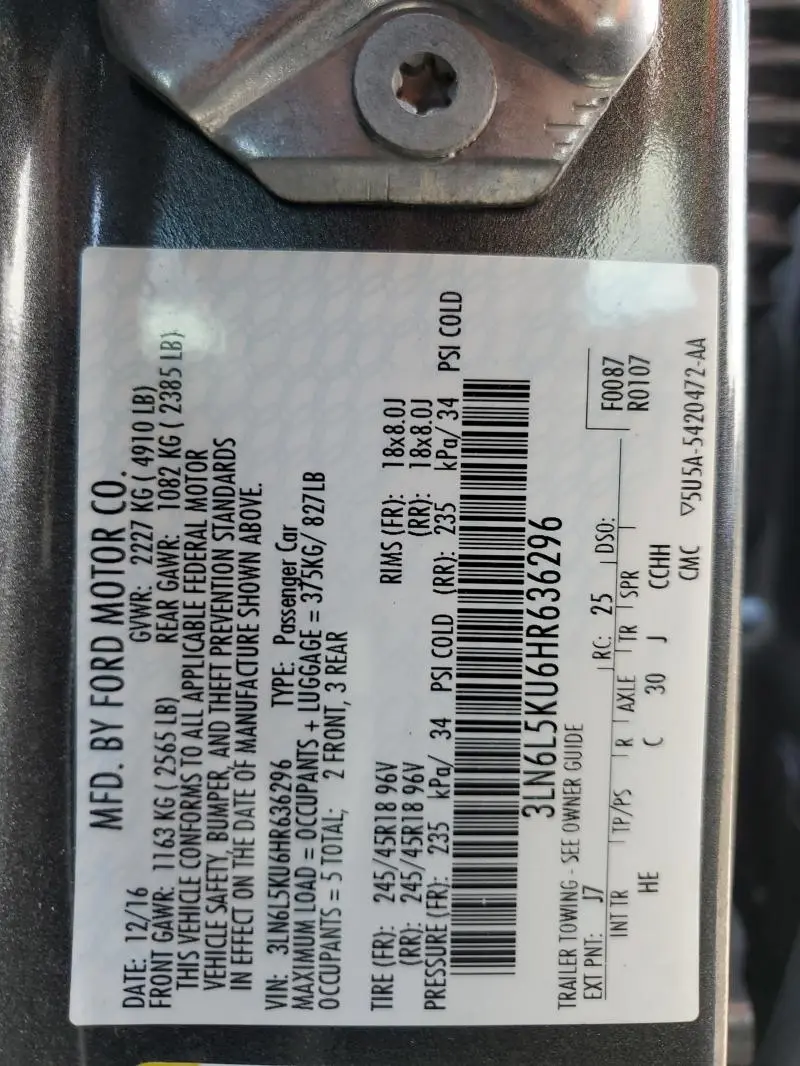 MFD. BY FORD MOTOR CO.
DATE: 12/16 GVWR: 2227 KG ( 4910 LB)
FRONT GAWR: 1163 KG ( 2565 LB) REAR GAWR: 1082 KG ( 2385 LB)
THIS VEHICLE CONFORMS TO ALL APPLICABLE FEDERAL MOTOR
VEHICLE SAFETY, BUMPER, AND THEFT PREVENTION STANDARDS
IN EFFECT ON THE DATE OF MANUFACTURE SHOWN ABOVE.
VIN: 3LN6L5KU6HR636296 TYPE: Passenger Car
MAXIMUM LOAD = OCCUPANTS + LUGGAGE = 375KG/ 827LB
OCCUPANTS = 5 TOTAL; 2 FRONT, 3 REAR
TIRE (FR): 245/45R18 96V RIMS (FR): 18x8.0J
(RR): 245/45R18 96V (RR): 18x8.0J
PRESSURE (FR): 235 kPa/ 34 PSI COLD (RR): 235 kPa/ 34 PSI COLD
3LN6L5KU6HR636296
TRAILER TOWING - SEE OWNER GUIDE
EXT PNT: J7 RC: 25 DSO: F0087
R0107
INT TR TP/PS R AXLE TR SPR
HE C 30 J CCHH
CMC ▽5U5A-5420472-AA